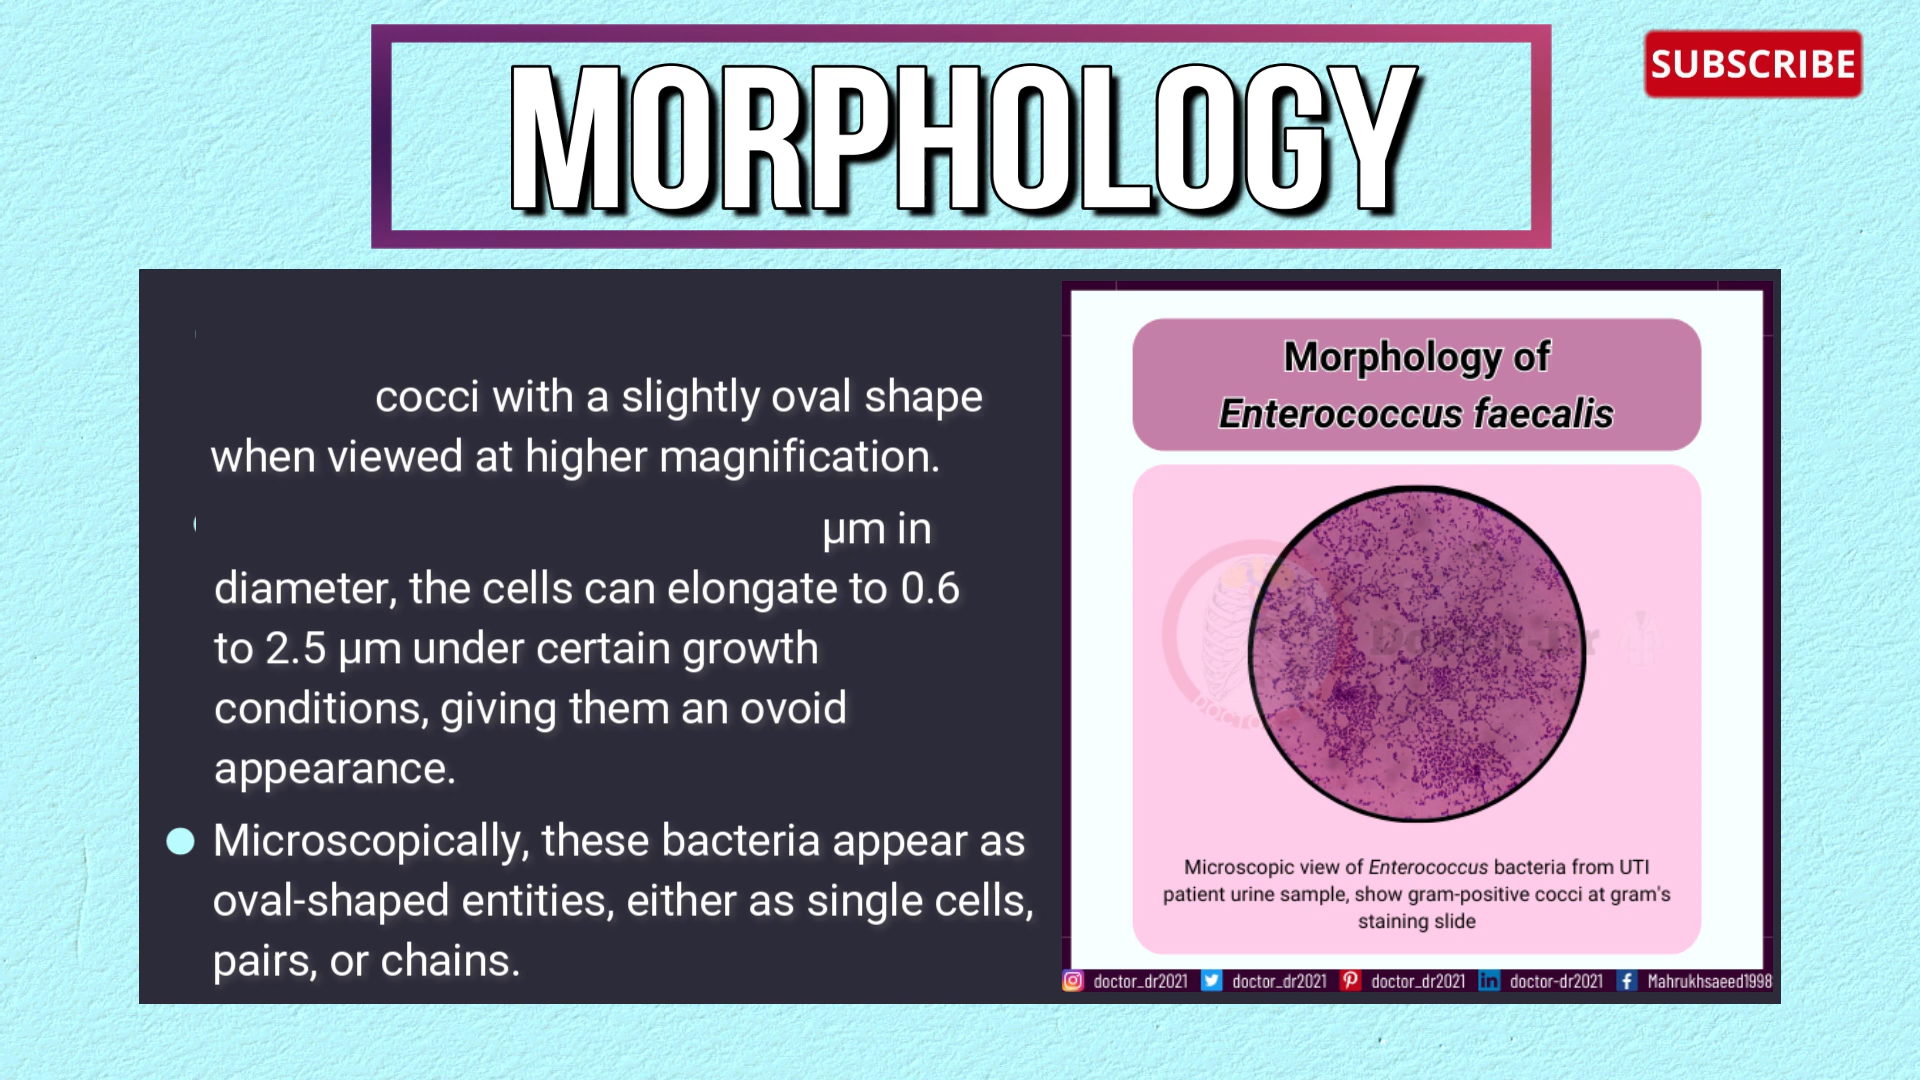 MORPHOLOGY
SUBSCRIBE
cocci with a slightly oval shape
when viewed at higher magnification.
µm in
diameter, the cells can elongate to 0.6
to 2.5 µm under certain growth
conditions, giving them an ovoid
appearance.
Microscopically, these bacteria appear as
oval-shaped entities, either as single cells,
pairs, or chains.
Morphology of
Enterococcus faecalis
Microscopic view of Enterococcus bacteria from UTI
patient urine sample, show gram-positive cocci at gram's
staining slide
doctor_dr2021 doctor_dr2021 doctor_dr2021 doctor-dr2021 Mahrukhsaeed1998